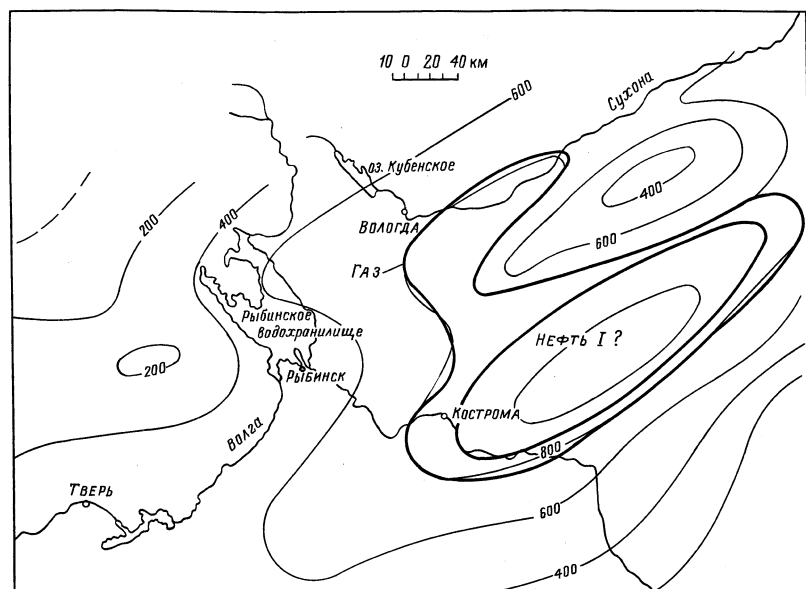 10 0 20 40 км
600
Сухона
оз. Кубенское
400
200
400
Вологда
600
Газ
Рыбинское
водохранилище
Нефть I ?
200
Рыбинск
Кострома
Волга
800
Тверь
600
400